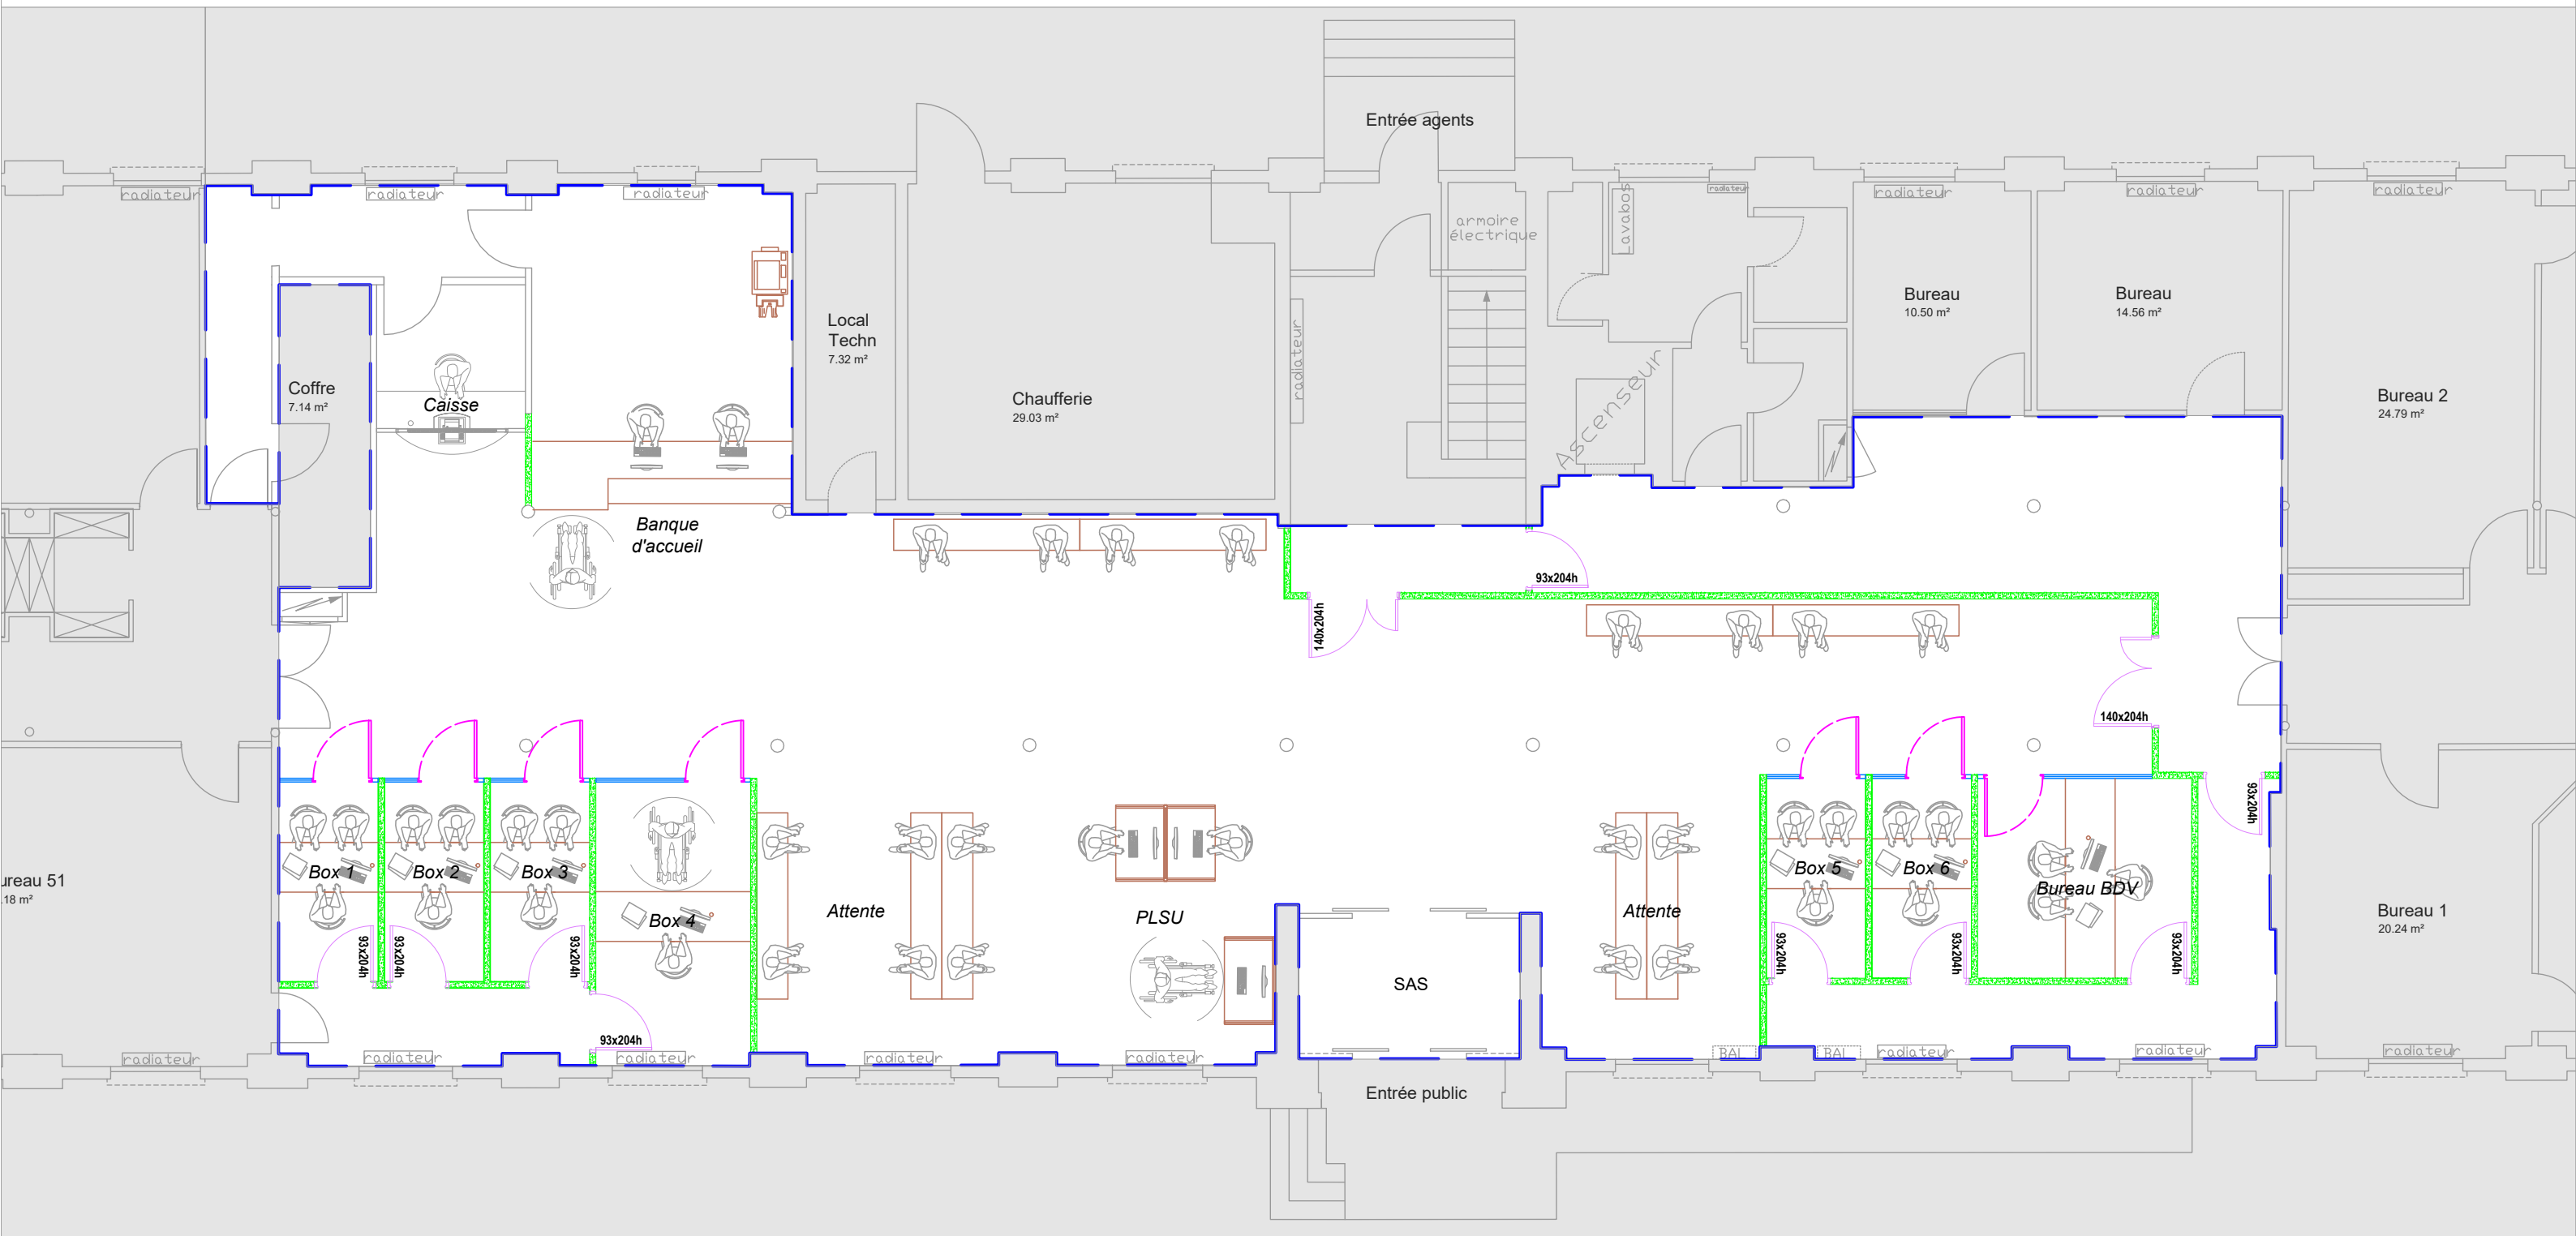 Entrée agents
radiateur
radiateur
radiateur
radiateur
radiateur
radiateur
radiateur
armoire
électrique
Lavabos
Bureau
10.50 m²
Bureau
14.56 m²
Local
Techn
7.32 m²
radiateur
Coffre
7.14 m²
Caisse
Chaufferie
29.03 m²
Ascenseur
Bureau 2
24.79 m²
Banque
d'accueil
93x204h
140x204h
140x204h
93x204h
Box 1
Box 2
Box 3
Box 4
Attente
PLSU
Attente
Box 5
Box 6
Bureau BDV
ureau 51
.18 m²
Bureau 1
20.24 m²
93x204h
93x204h
93x204h
93x204h
93x204h
93x204h
SAS
93x204h
radiateur
radiateur
radiateur
radiateur
radiateur
BAL
BAL
radiateur
radiateur
radiateur
Entrée public